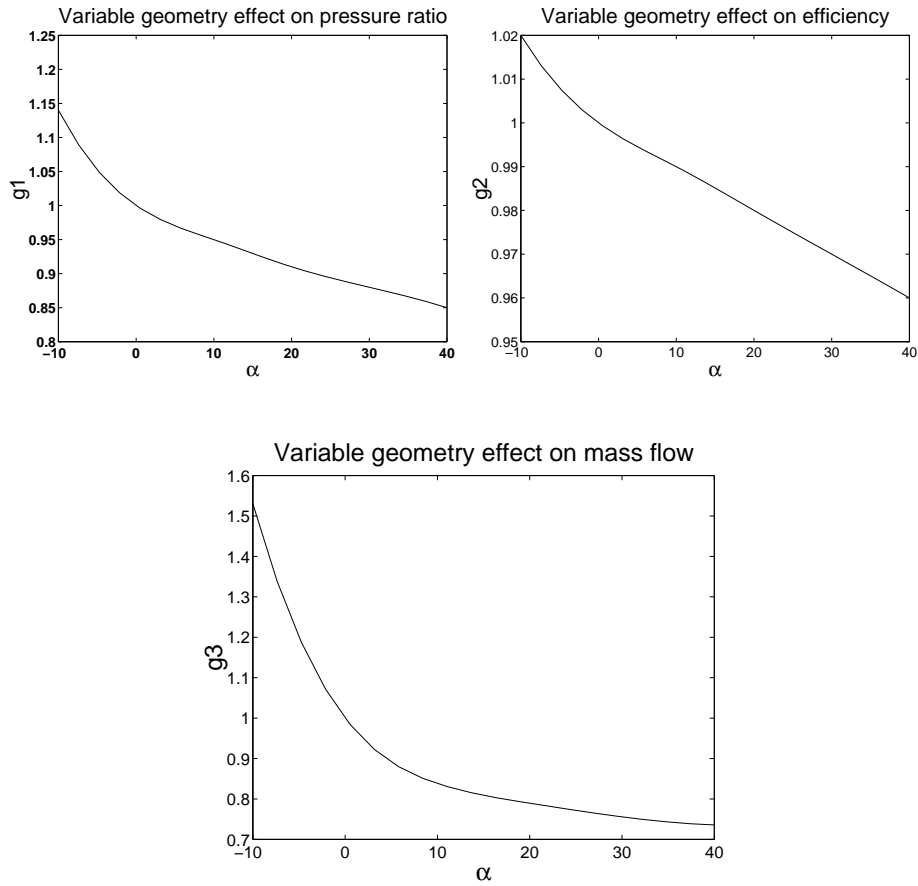 Variable geometry effect on pressure ratio
1.25
1.2
1.15
1.1
1.05
1
0.95
0.9
0.85
0.8
g1
−10 0 10 20 30 40
α
Variable geometry effect on efficiency
1.02
1.01
1
0.99
0.98
0.97
0.96
0.95
g2
−10 0 10 20 30 40
α
Variable geometry effect on mass flow
1.6
1.5
1.4
1.3
1.2
1.1
1
0.9
0.8
0.7
g3
−10 0 10 20 30 40
α